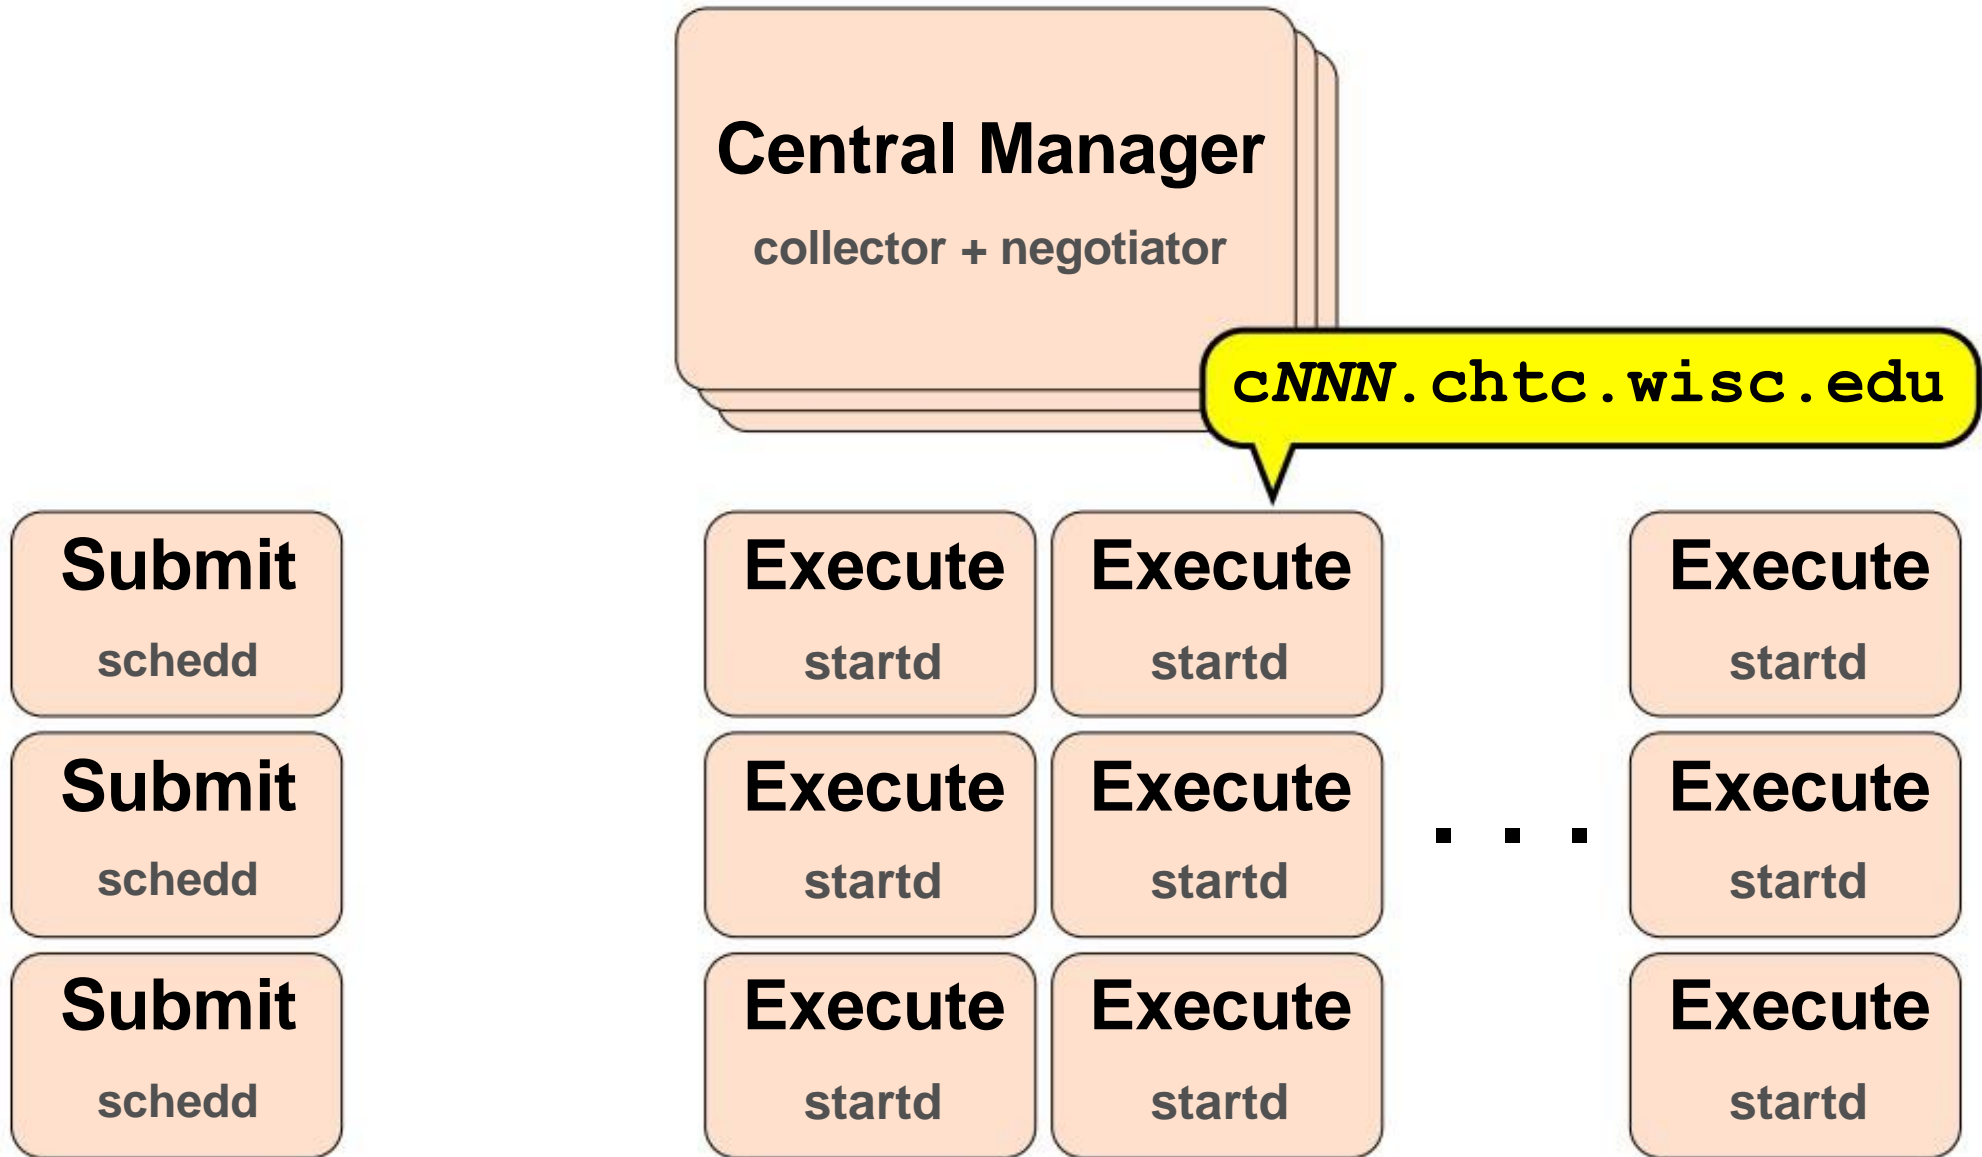 Central Manager
collector + negotiator
cNNN.chtc.wisc.edu
Submit
schedd
Execute
startd
Execute
startd
Execute
startd
Submit
schedd
Execute
startd
Execute
startd
. . .
Execute
startd
Submit
schedd
Execute
startd
Execute
startd
Execute
startd